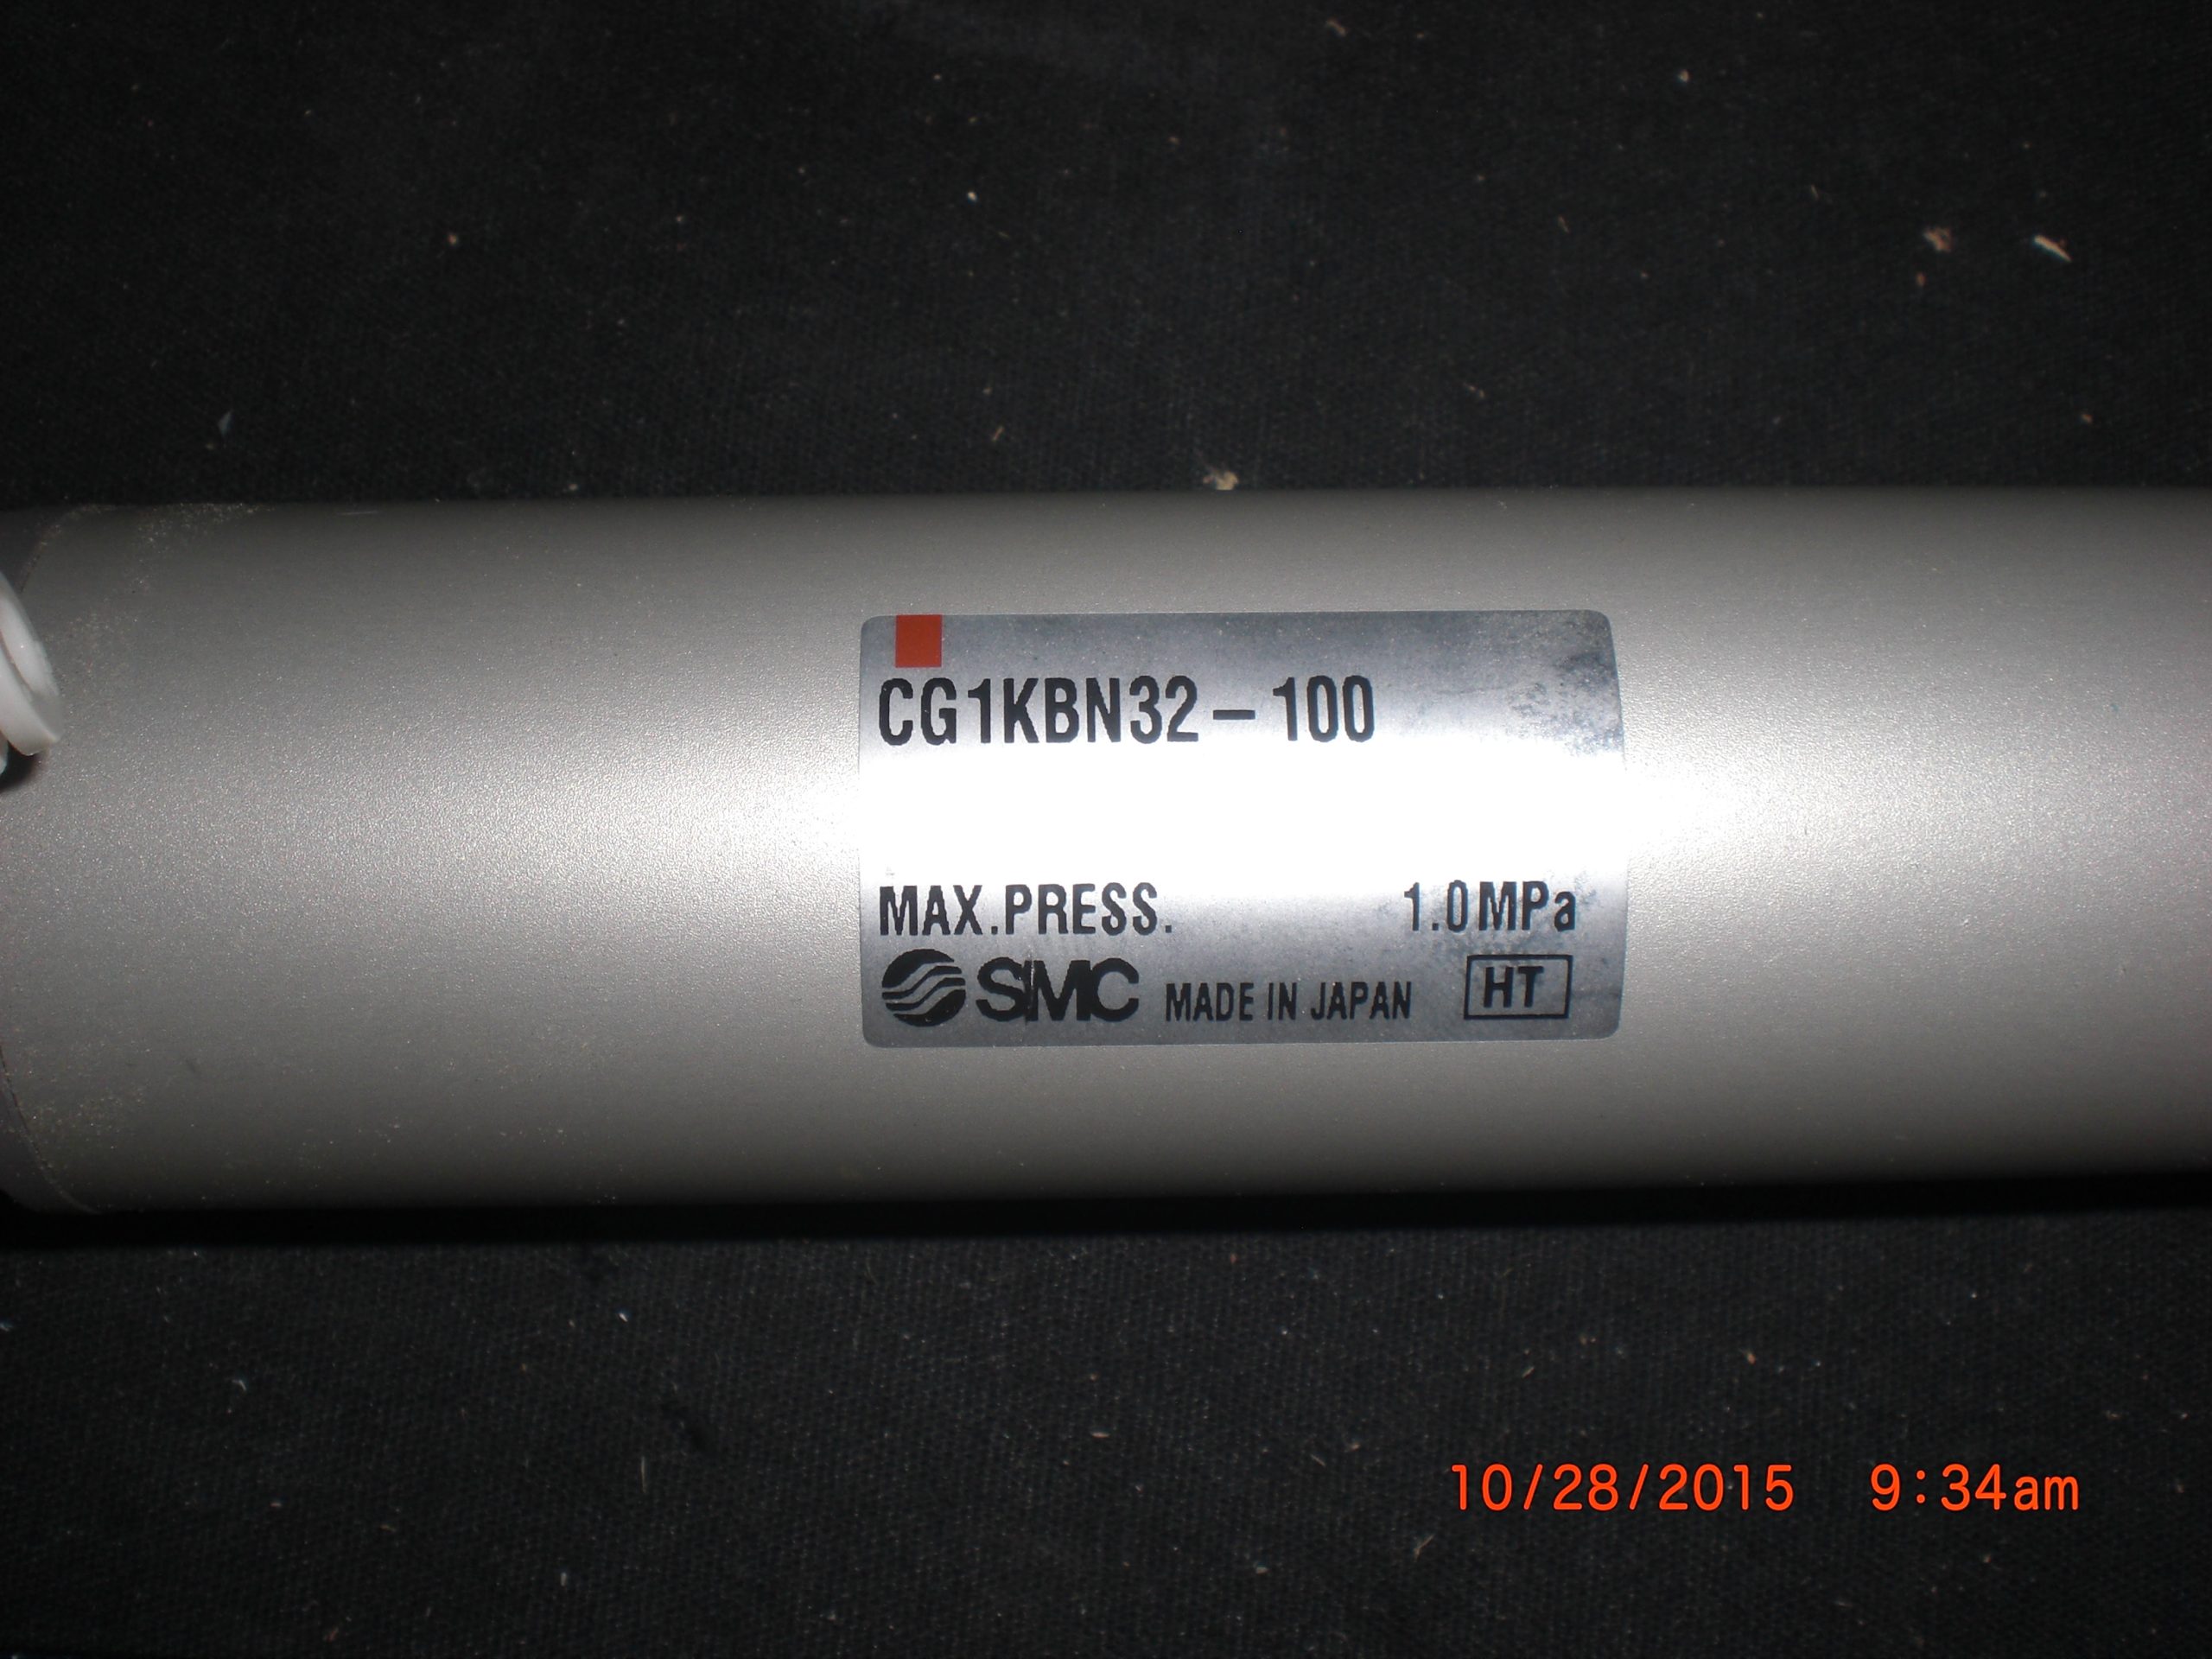 CG1KBN32-100
MAX.PRESS. 1.0MPa
SMC MADE IN JAPAN HT
10/28/2015 9:34am